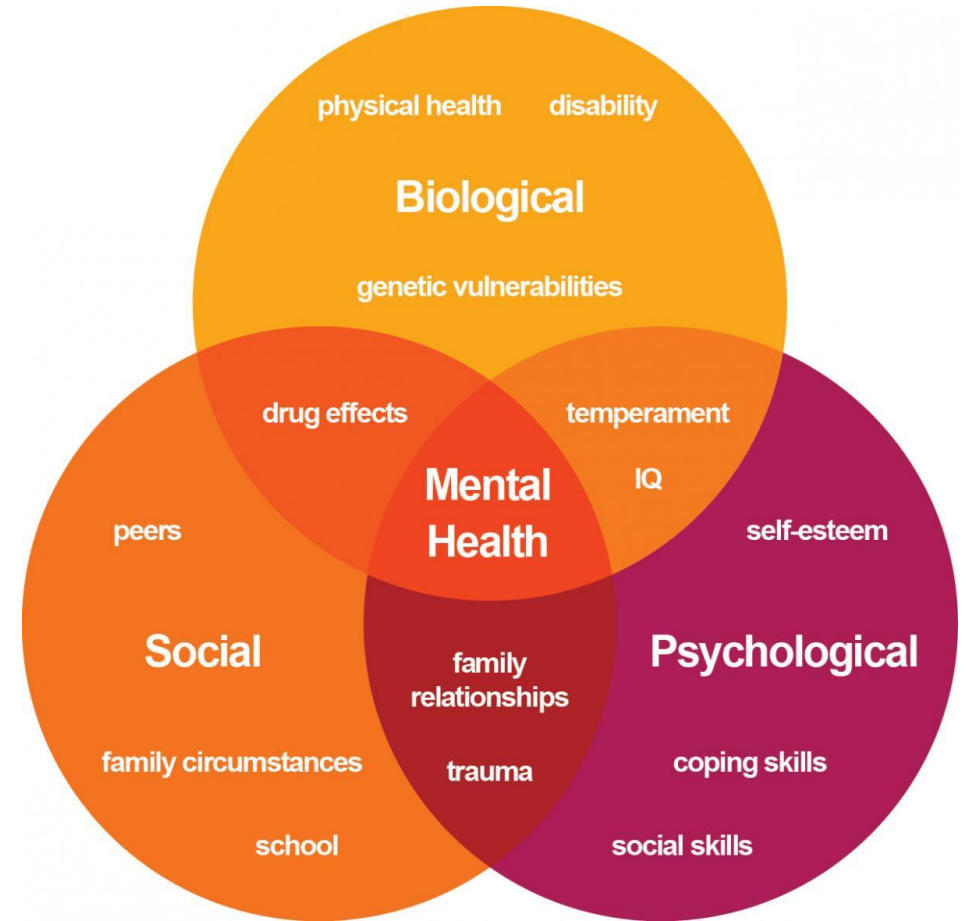 physical health disability
Biological
genetic vulnerabilities
drug effects temperament
Mental
Health
IQ
peers
self-esteem
Social
Psychological
family
relationships
family circumstances
trauma
coping skills
school
social skills